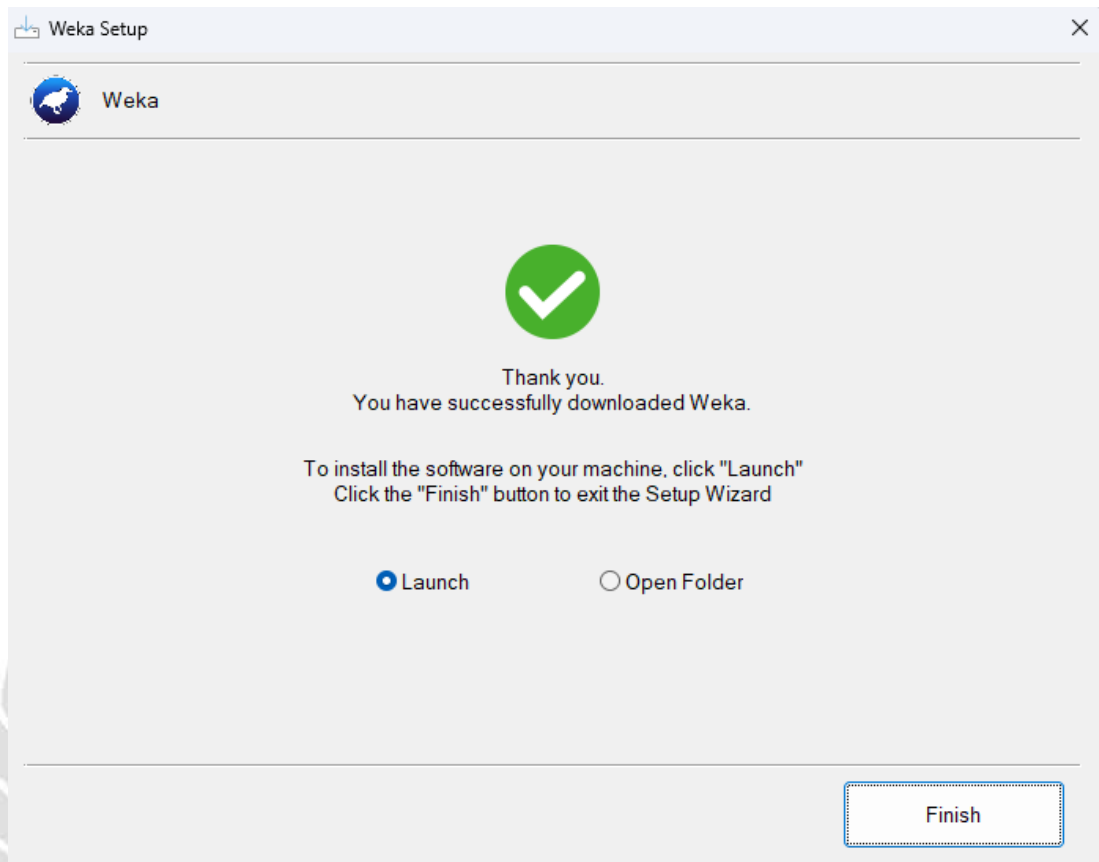 Weka Setup
Weka
Thank you.
You have successfully downloaded Weka.
To install the software on your machine, click "Launch"
Click the "Finish" button to exit the Setup Wizard
Launch
Open Folder
Finish